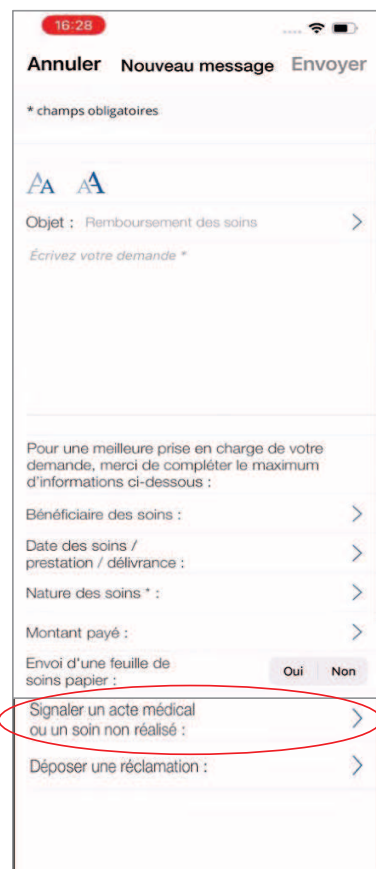 16:28
Annuler Nouveau message Envoyer
* champs obligatoires
AA AA
Objet : Remboursement des soins
Écrivez votre demande *
Pour une meilleure prise en charge de votre
demande, merci de compléter le maximum
d'informations ci-dessous :
Bénéficiaire des soins :
Date des soins /
prestation / délivrance :
Nature des soins * :
Montant payé :
Envoi d'une feuille de
soins papier :
Oui Non
Signaler un acte médical
ou un soin non réalisé :
Déposer une réclamation :